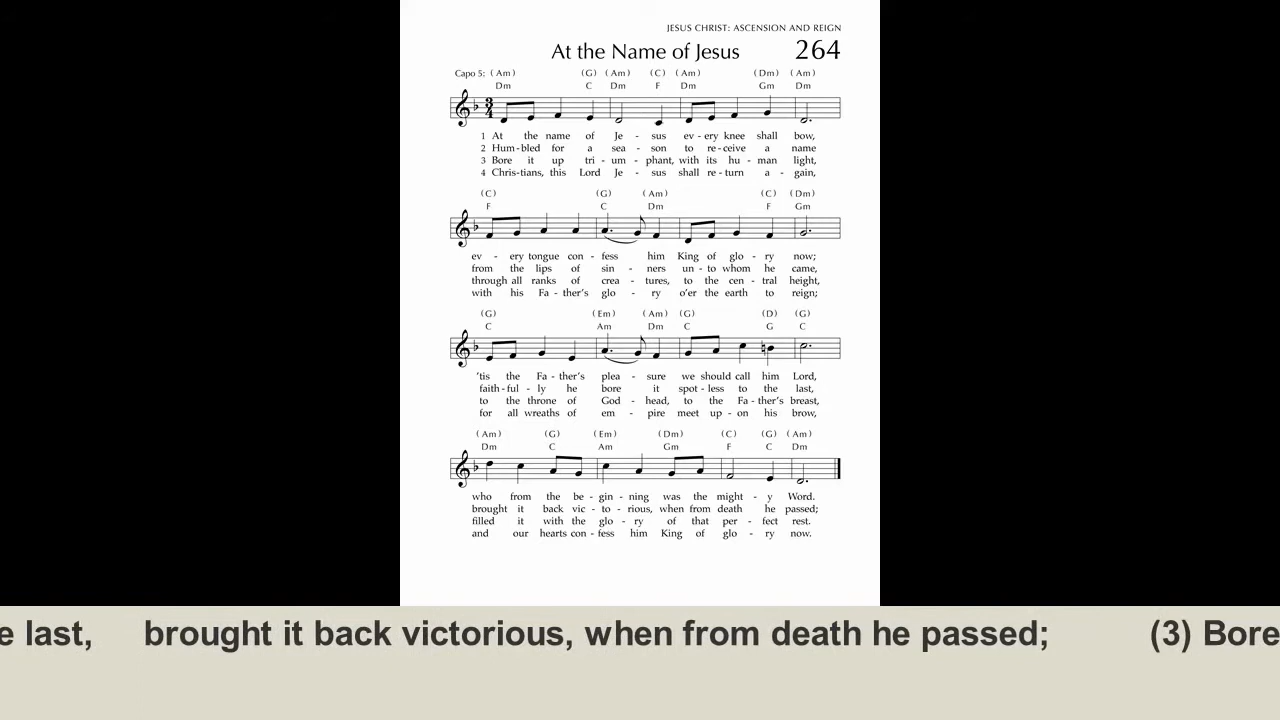 JESUS CHRIST: ASCENSION AND REIGN
At the Name of Jesus 264
Capo 5: (Am) (G) (Am) (C) (Am) (Dm) (Am)
Dm C Dm F Dm Gm Dm
3
4
1 At the name of Je - sus ev - ery knee shall bow,
2 Hum - bled for a sea - son to re - ceive a name
3 Bore it up tri - um - phant, with its hu - man light,
4 Chris - tians, this Lord Je - sus shall re - turn a - gain,
(C) (G) (Am) (C) (Dm)
F C Dm F Gm
ev - ery tongue con - fess him King of glo - ry now;
from the lips of sin - ners un - to whom he came,
through all ranks of crea - tures, to the cen - tral height,
with his Fa - ther's glo - ry o'er the earth to reign;
(G) (Em) (Am) (G) (D) (G)
C Am Dm C G C
'tis the Fa - ther's plea - sure we should call him Lord,
faith - ful - ly he bore it spot - less to the last,
to the throne of God - head, to the Fa - ther's breast,
for all wreaths of em - pire meet up - on his brow,
(Am) (G) (Em) (Dm) (C) (G) (Am)
Dm C Am Gm F C Dm
who from the be - gin - ning was the might - y Word.
brought it back vic - to - rious, when from death he passed;
filled it with the glo - ry of that per - fect rest.
and our hearts con - fess him King of glo - ry now.
e last, brought it back victorious, when from death he passed; (3) Bore